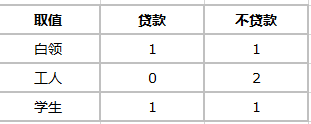 取值 贷款 不贷款
白领 1 1
工人 0 2
学生 1 1